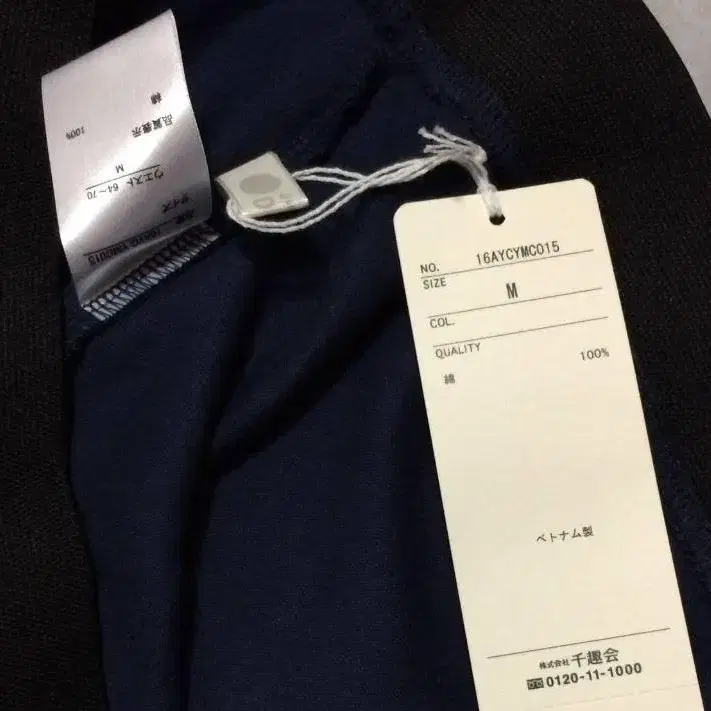 NO. 16AYCYMC015
SIZE M
COL.
QUALITY
綿 100%
ベトナム製
株式会社 千趣会
0120-11-1000
サイズ
ウエスト 64~70
M
品質表示
綿 100%